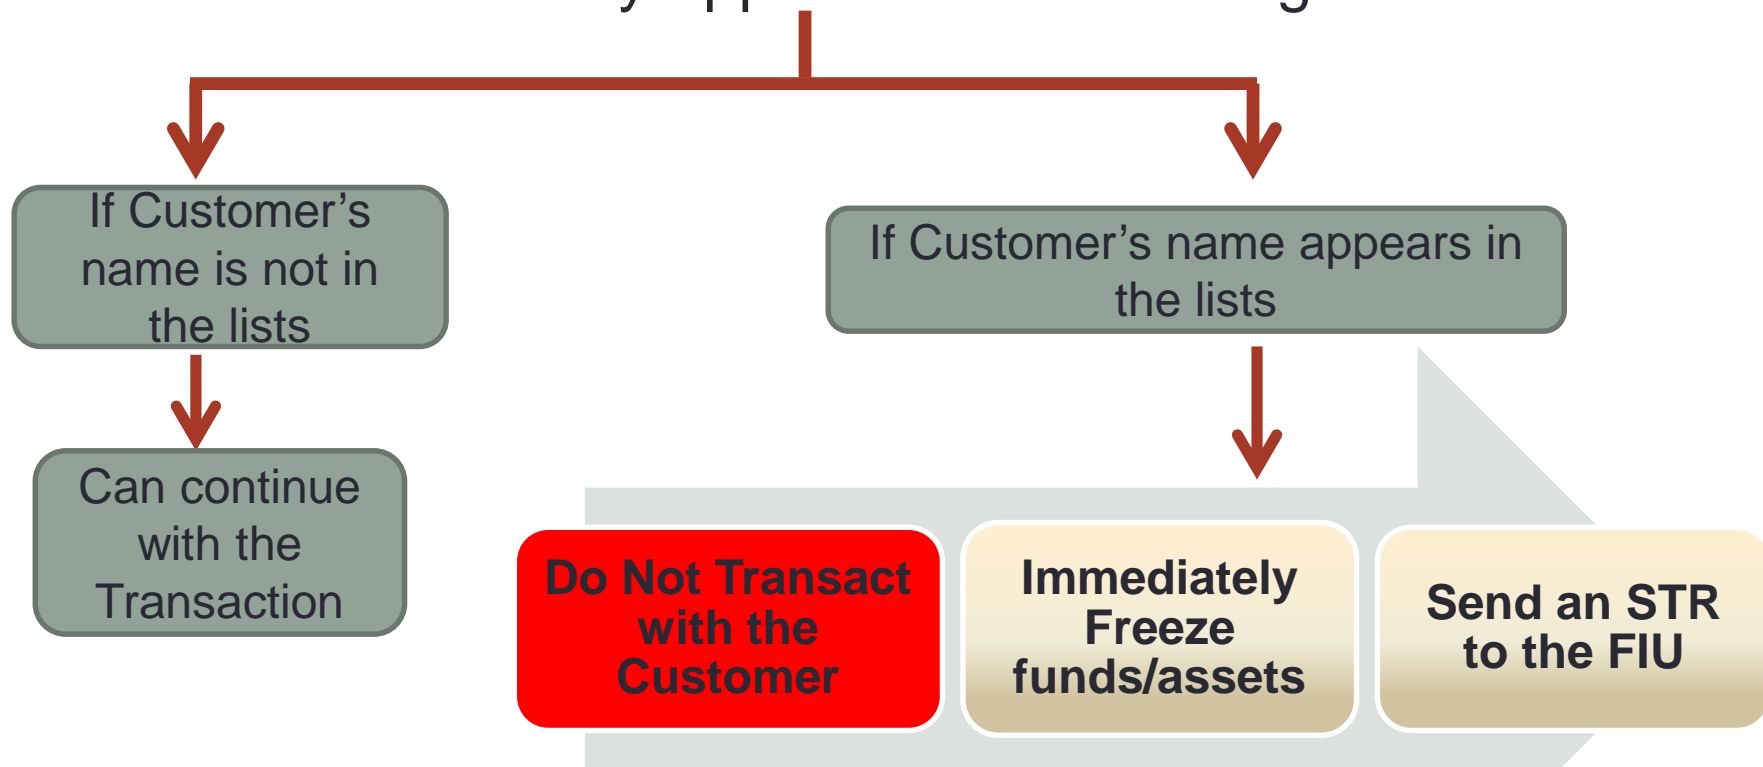 If Customer’s
name is not in
the lists
If Customer’s name appears in
the lists
Can continue
with the
Transaction
Do Not Transact
with the
Customer
Immediately
Freeze
funds/assets
Send an STR
to the FIU